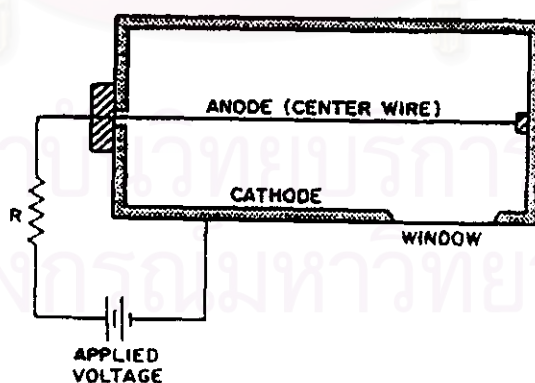 ANODE (CENTER WIRE)
CATHODE
R
WINDOW
APPLIED
VOLTAGE